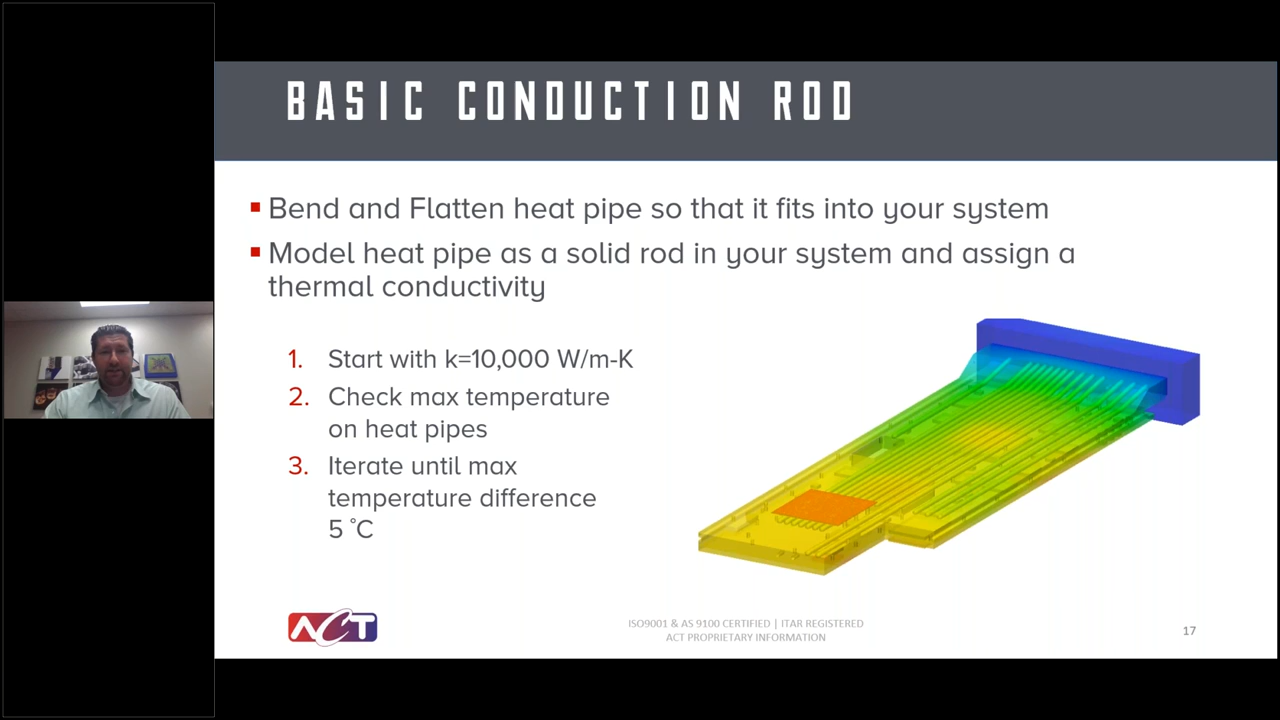 BASIC CONDUCTION ROD
Bend and Flatten heat pipe so that it fits into your system
Model heat pipe as a solid rod in your system and assign a
thermal conductivity
1. Start with k=10,000 W/m-K
2. Check max temperature
on heat pipes
3. Iterate until max
temperature difference
5 ˚C
ACT
ISO9001 & AS 9100 CERTIFIED | ITAR REGISTERED
ACT PROPRIETARY INFORMATION
17